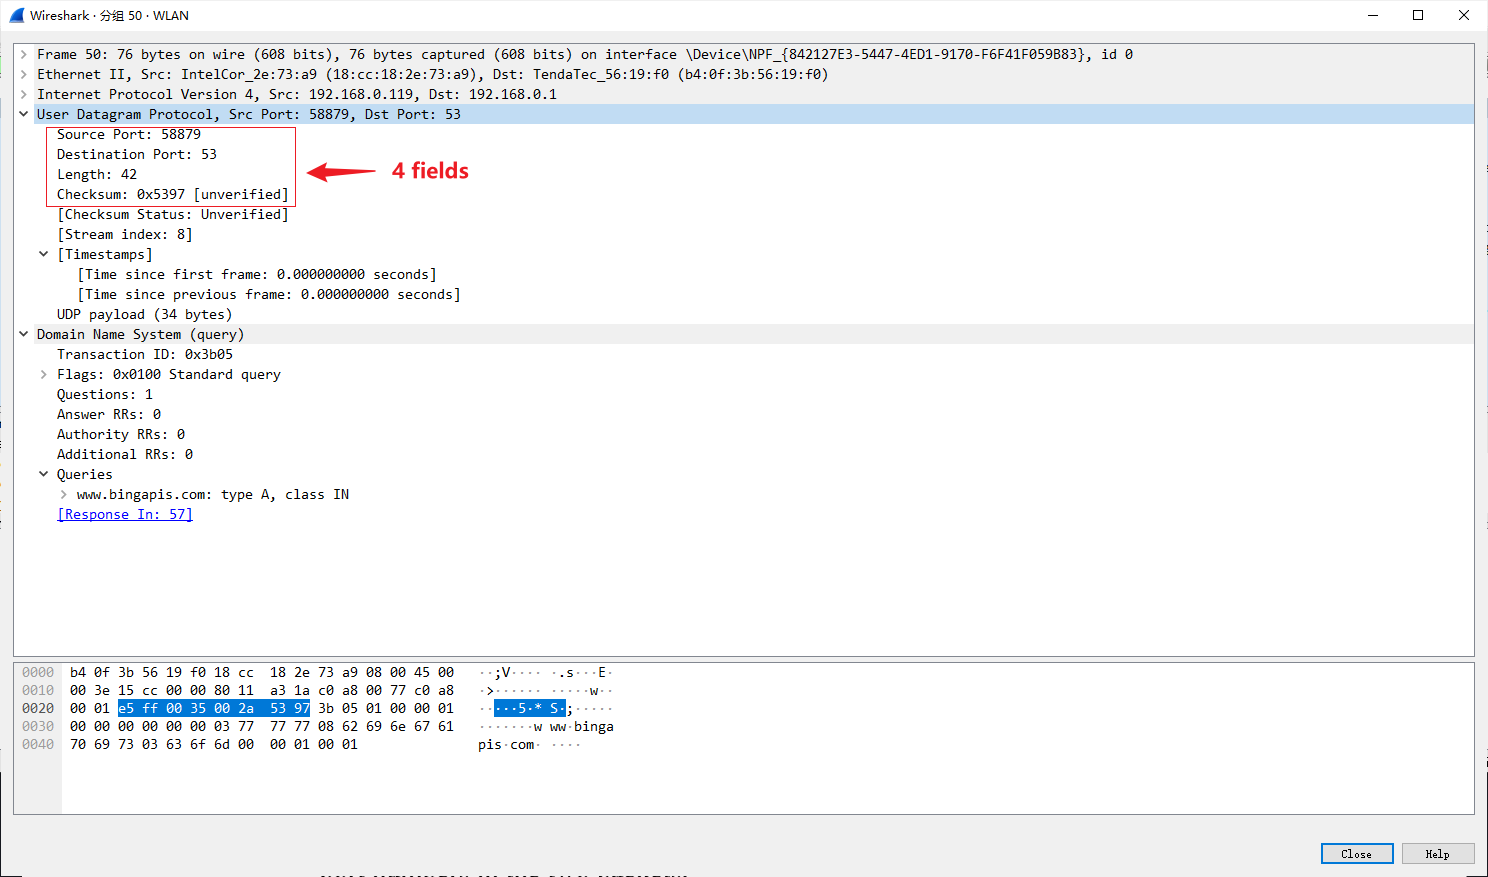 Wireshark · 分组 50 · WLAN
Frame 50: 76 bytes on wire (608 bits), 76 bytes captured (608 bits) on interface \Device\NPF_{842127E3-5447-4ED1-9170-F6F41F059B83}, id 0
Ethernet II, Src: IntelCor_2e:73:a9 (18:cc:18:2e:73:a9), Dst: TendaTec_56:19:f0 (b4:0f:3b:56:19:f0)
Internet Protocol Version 4, Src: 192.168.0.119, Dst: 192.168.0.1
User Datagram Protocol, Src Port: 58879, Dst Port: 53
Source Port: 58879
Destination Port: 53
4 fields
Length: 42
Checksum: 0x5397 [unverified]
[Checksum Status: Unverified]
[Stream index: 8]
[Timestamps]
[Time since first frame: 0.000000000 seconds]
[Time since previous frame: 0.000000000 seconds]
UDP payload (34 bytes)
Domain Name System (query)
Transaction ID: 0x3b05
Flags: 0x0100 Standard query
Questions: 1
Answer RRs: 0
Authority RRs: 0
Additional RRs: 0
Queries
www.bingapis.com: type A, class IN
[Response In: 57]
0000 b4 0f 3b 56 19 f0 18 cc 18 2e 73 a9 08 00 45 00 ··;V···· ·.s···E·
0010 00 3e 15 cc 00 00 80 11 a3 1a c0 a8 00 77 c0 a8 ·>······ ·····w··
0020 00 01 e5 ff 00 35 00 2a 53 97 3b 05 01 00 00 01 ·····5·* S·;·····
0030 00 00 00 00 00 00 03 77 77 77 08 62 69 6e 67 61 ·······w ww·binga
0040 70 69 73 03 63 6f 6d 00 00 01 00 01 pis·com· ····
Close Help